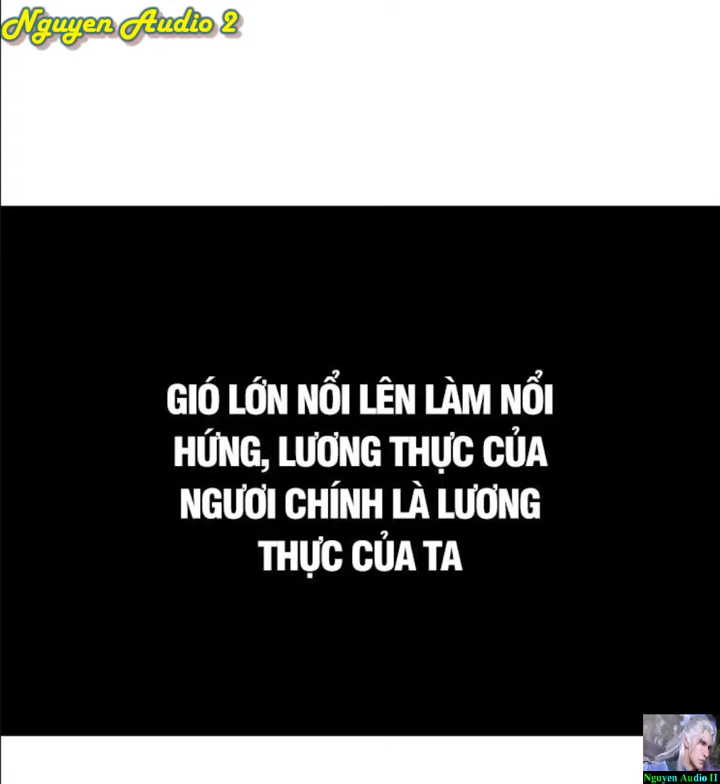 Nguyen Audio 2
GIÓ LỚN NỔI LÊN LÀM NỔI
HỨNG, LƯƠNG THỰC CỦA
NGƯƠI CHÍNH LÀ LƯƠNG
THỰC CỦA TA
Nguyen Audio II